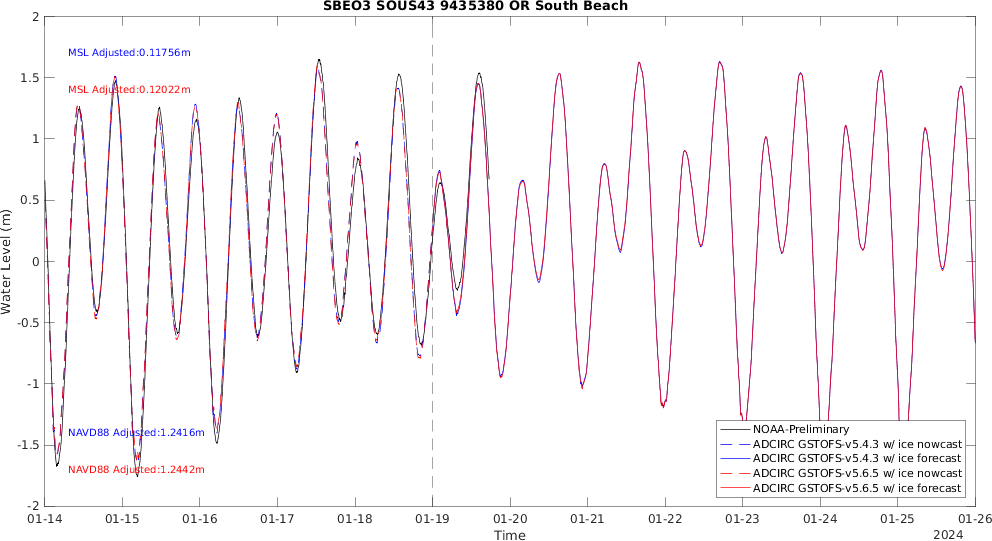 SBEO3 SOUS43 9435380 OR South Beach
2
1.5
1
0.5
0
-0.5
-1
-1.5
-2
Water Level (m)
MSL Adjusted:0.11756m
MSL Adjusted:0.12022m
NAVD88 Adjusted:1.2416m
NAVD88 Adjusted:1.2442m
NOAA-Preliminary
ADCIRC GSTOFS-v5.4.3 w/ ice nowcast
ADCIRC GSTOFS-v5.4.3 w/ ice forecast
ADCIRC GSTOFS-v5.6.5 w/ ice nowcast
ADCIRC GSTOFS-v5.6.5 w/ ice forecast
01-14 01-15 01-16 01-17 01-18 01-19 01-20 01-21 01-22 01-23 01-24 01-25 01-26
Time
2024